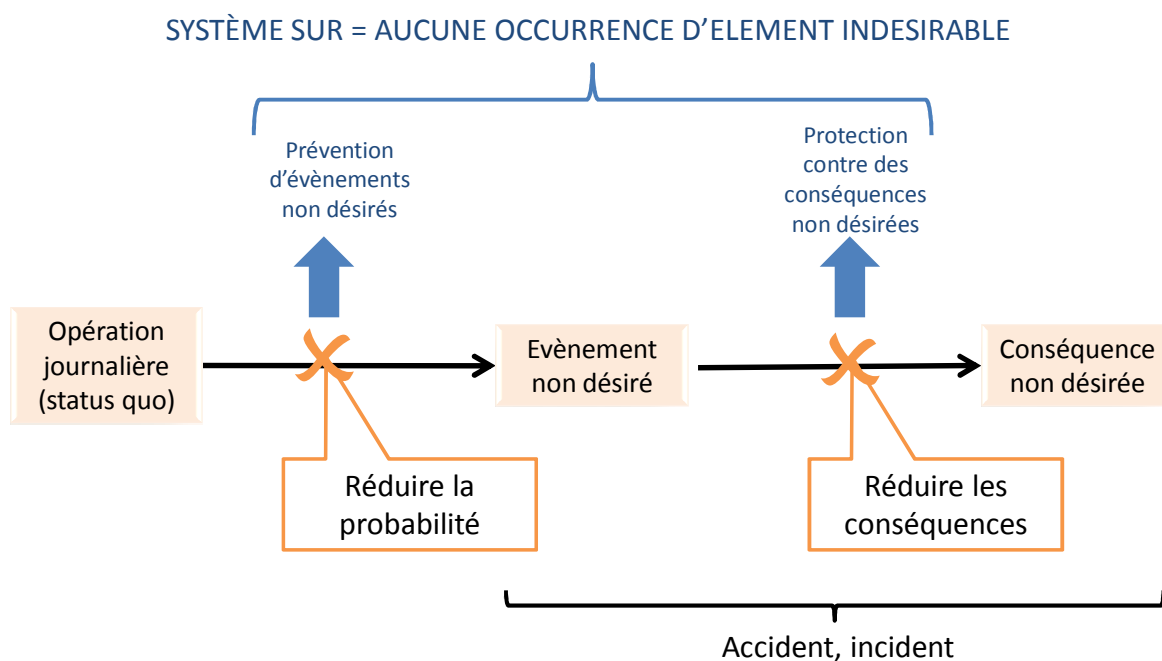 SYSTÈME SUR = AUCUNE OCCURRENCE D’ELEMENT INDESIRABLE
Prévention
d’évènements
non désirés
Protection
contre des
conséquences
non désirées
Opération
journalière
(status quo)
Evènement
non désiré
Conséquence
non désirée
Réduire la
probabilité
Réduire les
conséquences
Accident, incident